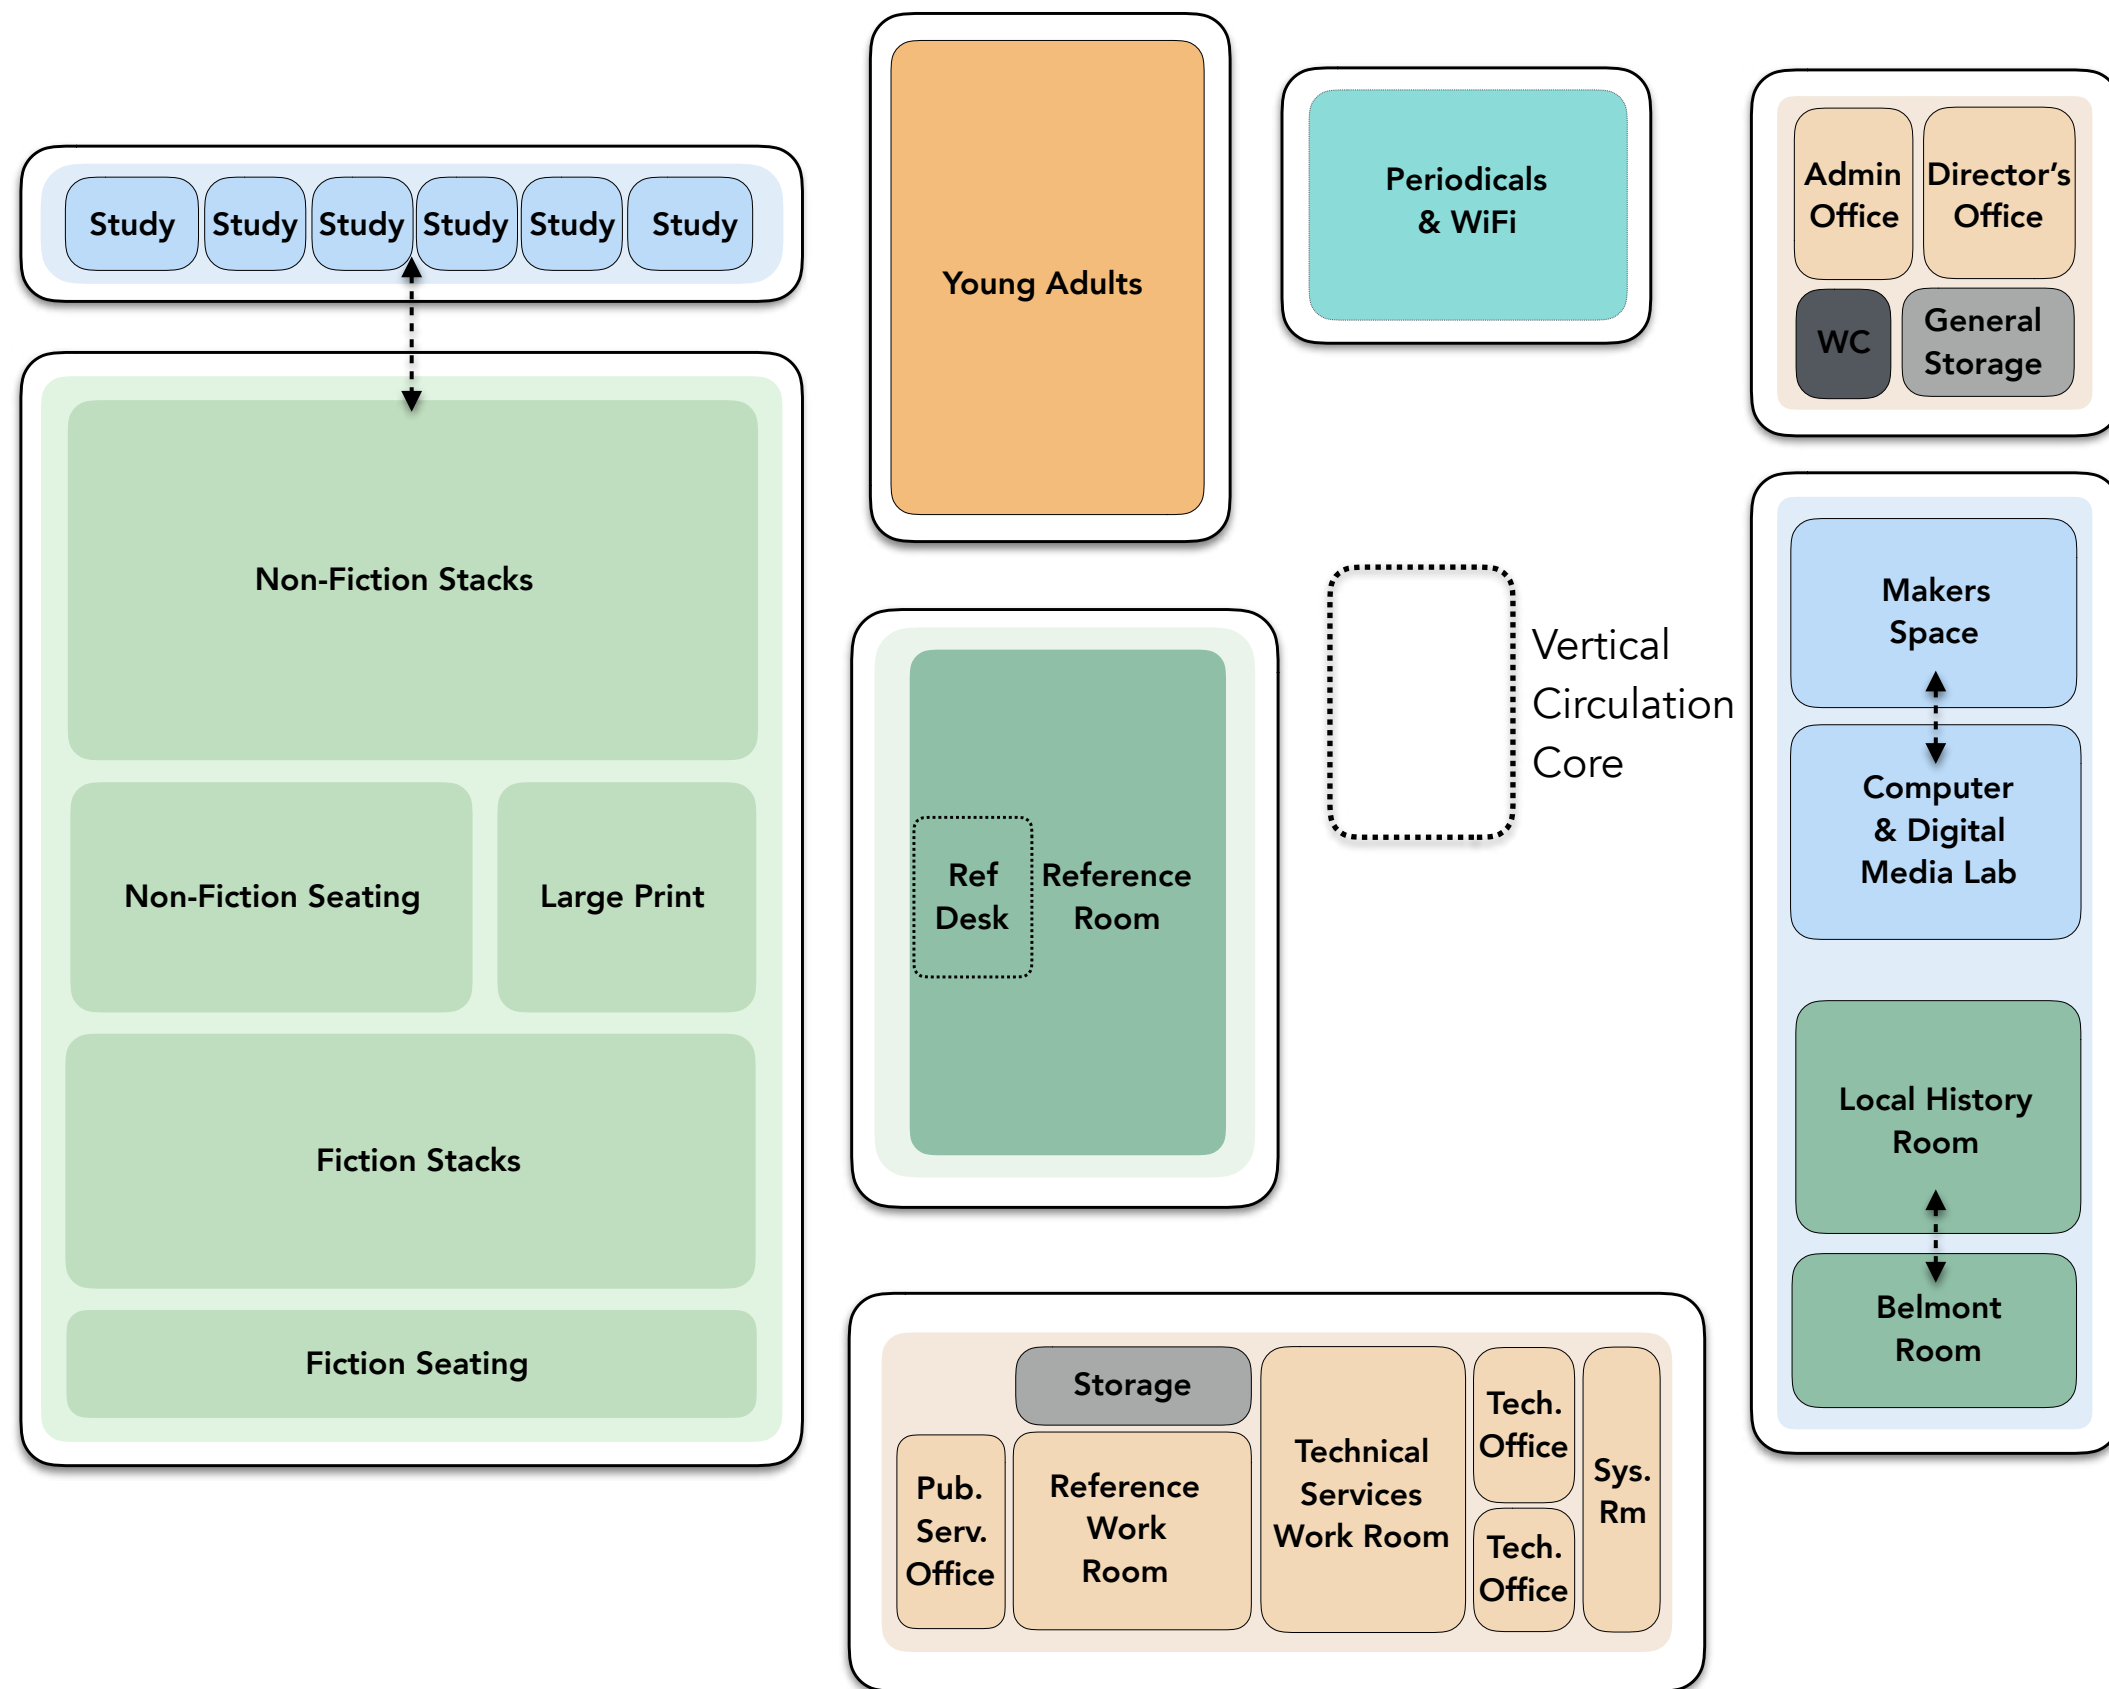 Study
Study
Study
Study
Study
Study
Non-Fiction Stacks
Non-Fiction Seating
Large Print
Fiction Stacks
Fiction Seating
Young Adults
Periodicals
& WiFi
Ref
Desk
Reference
Room
Vertical
Circulation
Core
Admin
Office
Director's
Office
WC
General
Storage
Makers
Space
Computer
& Digital
Media Lab
Local History
Room
Belmont
Room
Storage
Pub.
Serv.
Office
Reference
Work
Room
Technical
Services
Work Room
Tech.
Office
Tech.
Office
Sys.
Rm